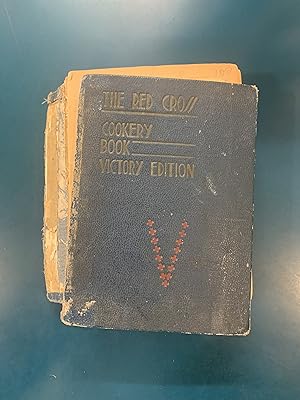 THE RED CROSS
COOKERY
BOOK
VICTORY EDITION
V